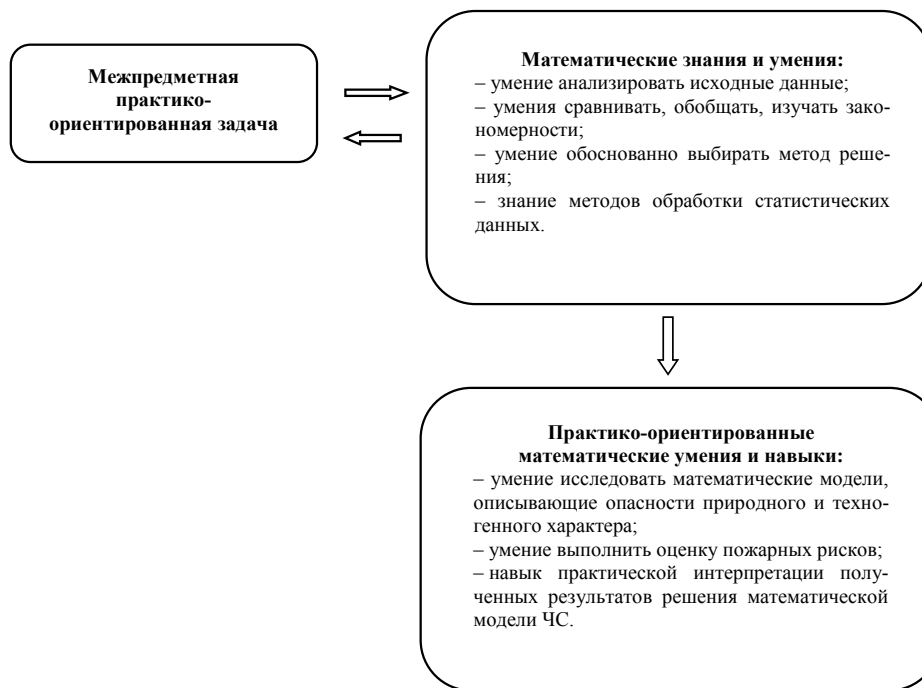 Межпредметная
практико-
ориентированная задача
Математические знания и умения:
– умение анализировать исходные данные;
– умения сравнивать, обобщать, изучать зако-
номерности;
– умение обоснованно выбирать метод реше-
ния;
– знание методов обработки статистических
данных.
Практико-ориентированные
математические умения и навыки:
– умение исследовать математические модели,
описывающие опасности природного и техно-
генного характера;
– умение выполнить оценку пожарных рисков;
– навык практической интерпретации полу-
ченных результатов решения математической
модели ЧС.